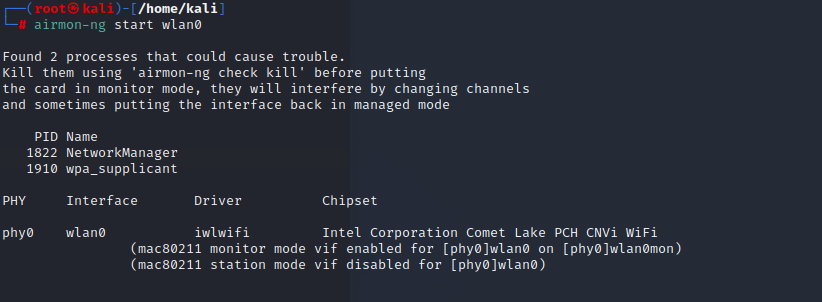 ┌──(root㉿kali)-[/home/kali]
└─# airmon-ng start wlan0
Found 2 processes that could cause trouble.
Kill them using 'airmon-ng check kill' before putting
the card in monitor mode, they will interfere by changing channels
and sometimes putting the interface back in managed mode
PID Name
1822 NetworkManager
1910 wpa_supplicant
PHY Interface Driver Chipset
phy0 wlan0 iwlwifi Intel Corporation Comet Lake PCH CNVi WiFi
(mac80211 monitor mode vif enabled for [phy0]wlan0 on [phy0]wlan0mon)
(mac80211 station mode vif disabled for [phy0]wlan0)